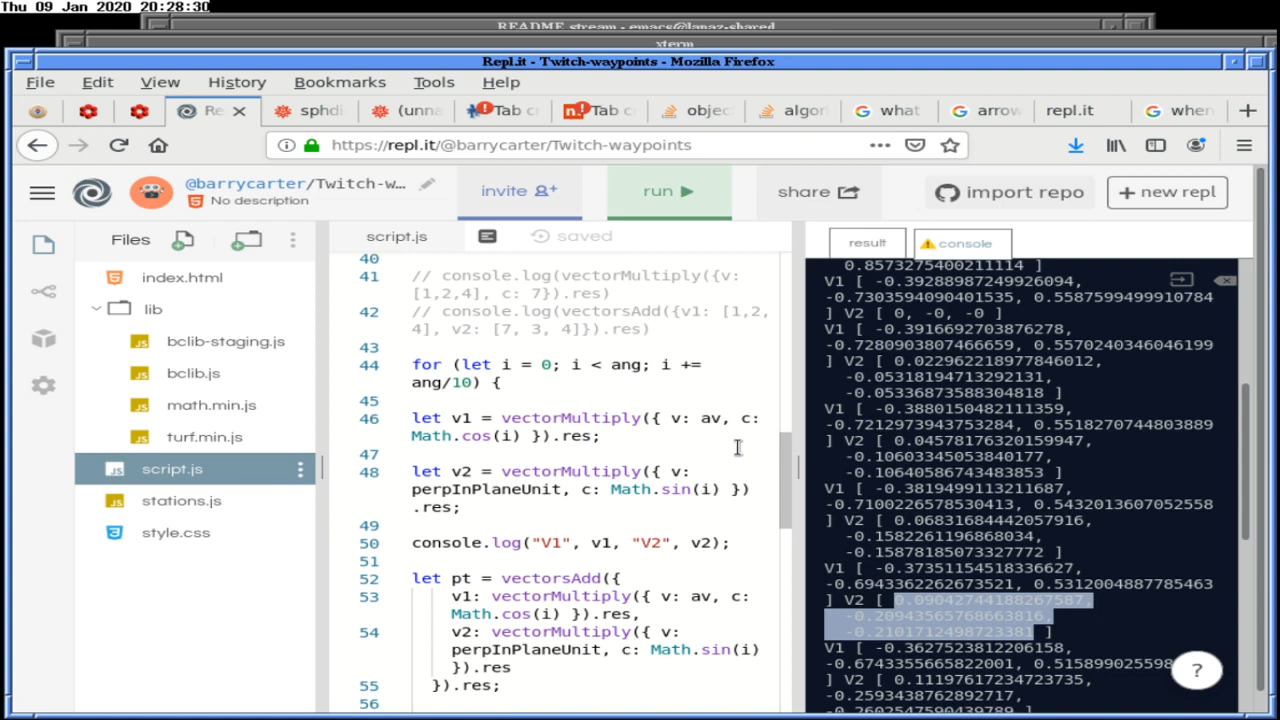 Thu 09 Jan 2020 20:28:30
README stream - emacs@lapaz-shared
xterm
Repl.it - Twitch-waypoints - Mozilla Firefox
File Edit View History Bookmarks Tools Help
Re sphdi (unna Tab c Tab c objec algor what arrow repl.it when
https://repl.it/@barrycarter/Twitch-waypoints
@barrycarter/Twitch-w...
No description
invite run share import repo + new repl
Files
script.js
saved
result console
index.html
lib
bclib-staging.js
bclib.js
math.min.js
turf.min.js
script.js
stations.js
style.css
40
41 // console.log(vectorMultiply({v:
[1,2,4], c: 7}).res)
42 // console.log(vectorsAdd({v1: [1,2,
4], v2: [7, 3, 4]}).res)
43
44 for (let i = 0; i < ang; i +=
ang/10) {
45
46 let v1 = vectorMultiply({ v: av, c:
Math.cos(i) }).res;
47
48 let v2 = vectorMultiply({ v:
perpInPlaneUnit, c: Math.sin(i) })
.res;
49
50 console.log("V1", v1, "V2", v2);
51
52 let pt = vectorsAdd({
53 v1: vectorMultiply({ v: av, c:
Math.cos(i) }).res,
54 v2: vectorMultiply({ v:
perpInPlaneUnit, c: Math.sin(i)
}).res
55 }).res;
56
0.8573275400211114 ]
V1 [ -0.39288987249926094,
-0.7303594090401535, 0.5587599499910784
] V2 [ 0, -0, -0 ]
V1 [ -0.3916692703876278,
-0.7280903807466659, 0.5570240346046199
] V2 [ 0.022962218977846012,
-0.05318194713292131,
-0.05336873588304818 ]
V1 [ -0.3880150482111359,
-0.7212973943753284, 0.5518270744803889
] V2 [ 0.04578176320159947,
-0.10603345053840177,
-0.10640586743483853 ]
V1 [ -0.3819499113211687,
-0.7100226578530413, 0.5432013607052558
] V2 [ 0.06831684442057916,
-0.1582261196868034,
-0.15878185073327772 ]
V1 [ -0.37351154518336627,
-0.6943362262673521, 0.5312004887785463
] V2 [ 0.09042744188267587,
-0.20943565768663816,
-0.2101712498723381 ]
V1 [ -0.3627523812206158,
-0.6743355665822001, 0.515899025598
] V2 [ 0.11197617234723735,
-0.2593438762892717,
-0.2602547590439789 ]
?